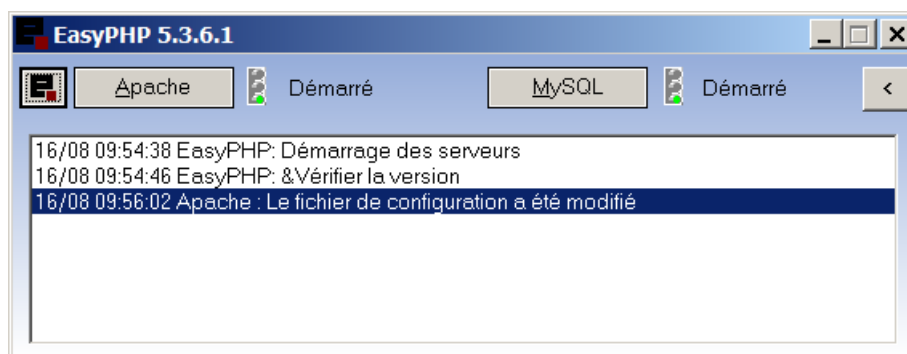 EasyPHP 5.3.6.1
Apache Démarré MySQL Démarré <
16/08 09:54:38 EasyPHP: Démarrage des serveurs
16/08 09:54:46 EasyPHP: &Vérifier la version
16/08 09:56:02 Apache : Le fichier de configuration a été modifié